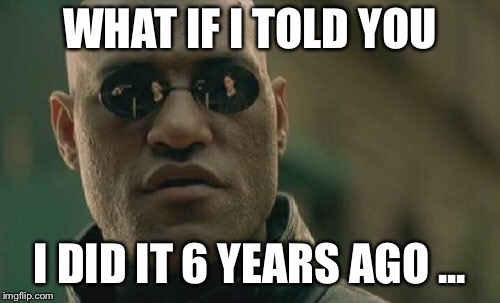 WHAT IF I TOLD YOU
I DID IT 6 YEARS AGO ...
imgflip.com